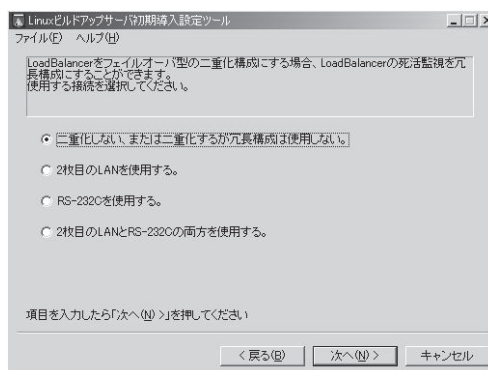 Linuxビルドアップサーバ初期導入設定ツール
ファイル(F) ヘルプ(H)
LoadBalancerをフェイルオーバ型の二重化構成にする場合、LoadBalancerの死活監視を冗
長構成にすることができます。
使用する接続を選択してください。
二重化しない、または二重化するが冗長構成は使用しない。
2枚目のLANを使用する。
RS-232Cを使用する。
2枚目のLANとRS-232Cの両方を使用する。
項目を入力したら「次へ(N) >」を押してください
< 戻る(B) 次へ(N) > キャンセル